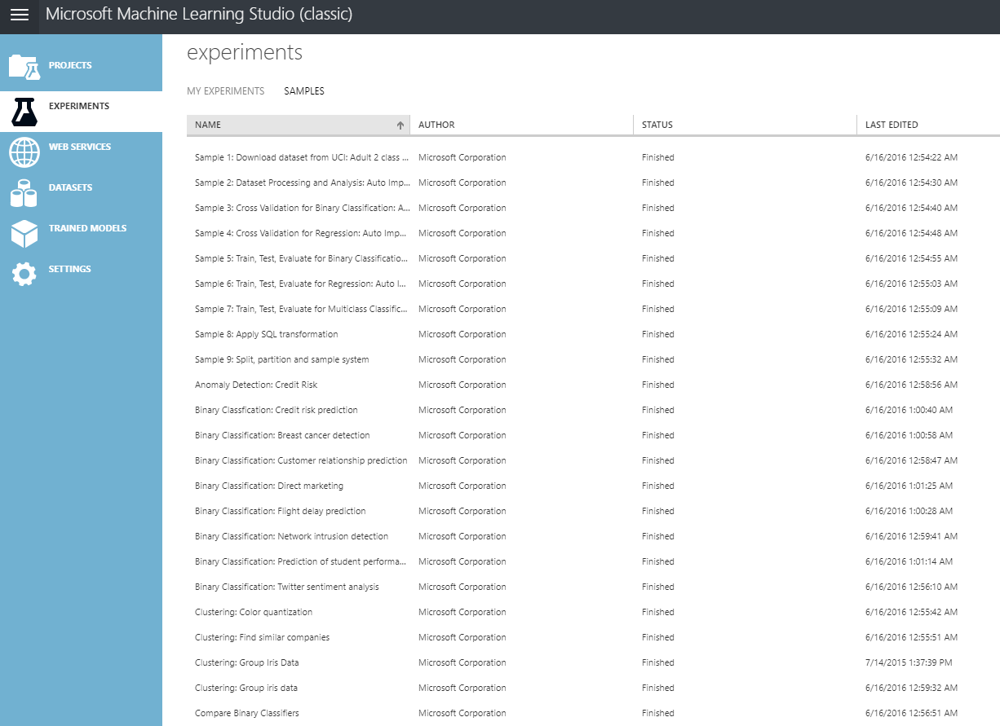 Microsoft Machine Learning Studio (classic)
PROJECTS
EXPERIMENTS
WEB SERVICES
DATASETS
TRAINED MODELS
SETTINGS
experiments
MY EXPERIMENTS SAMPLES
NAME AUTHOR STATUS LAST EDITED
Sample 1: Download dataset from UCI: Adult 2 class ... Microsoft Corporation Finished 6/16/2016 12:54:22 AM
Sample 2: Dataset Processing and Analysis: Auto Imp... Microsoft Corporation Finished 6/16/2016 12:54:30 AM
Sample 3: Cross Validation for Binary Classification: A... Microsoft Corporation Finished 6/16/2016 12:54:40 AM
Sample 4: Cross Validation for Regression: Auto Imp... Microsoft Corporation Finished 6/16/2016 12:54:48 AM
Sample 5: Train, Test, Evaluate for Binary Classificatio... Microsoft Corporation Finished 6/16/2016 12:54:55 AM
Sample 6: Train, Test, Evaluate for Regression: Auto I... Microsoft Corporation Finished 6/16/2016 12:55:03 AM
Sample 7: Train, Test, Evaluate for Multiclass Classific... Microsoft Corporation Finished 6/16/2016 12:55:09 AM
Sample 8: Apply SQL transformation Microsoft Corporation Finished 6/16/2016 12:55:24 AM
Sample 9: Split, partition and sample system Microsoft Corporation Finished 6/16/2016 12:55:32 AM
Anomaly Detection: Credit Risk Microsoft Corporation Finished 6/16/2016 12:58:56 AM
Binary Classfication: Credit risk prediction Microsoft Corporation Finished 6/16/2016 1:00:40 AM
Binary Classification: Breast cancer detection Microsoft Corporation Finished 6/16/2016 1:00:58 AM
Binary Classification: Customer relationship prediction Microsoft Corporation Finished 6/16/2016 12:58:47 AM
Binary Classification: Direct marketing Microsoft Corporation Finished 6/16/2016 1:01:25 AM
Binary Classification: Flight delay prediction Microsoft Corporation Finished 6/16/2016 1:00:28 AM
Binary Classification: Network intrusion detection Microsoft Corporation Finished 6/16/2016 12:59:41 AM
Binary Classification: Prediction of student performa... Microsoft Corporation Finished 6/16/2016 1:01:14 AM
Binary Classification: Twitter sentiment analysis Microsoft Corporation Finished 6/16/2016 12:56:10 AM
Clustering: Color quantization Microsoft Corporation Finished 6/16/2016 12:55:42 AM
Clustering: Find similar companies Microsoft Corporation Finished 6/16/2016 12:55:51 AM
Clustering: Group Iris Data Microsoft Corporation Finished 7/14/2015 1:37:39 PM
Clustering: Group iris data Microsoft Corporation Finished 6/16/2016 12:59:32 AM
Compare Binary Classifiers Microsoft Corporation Finished 6/16/2016 12:56:51 AM